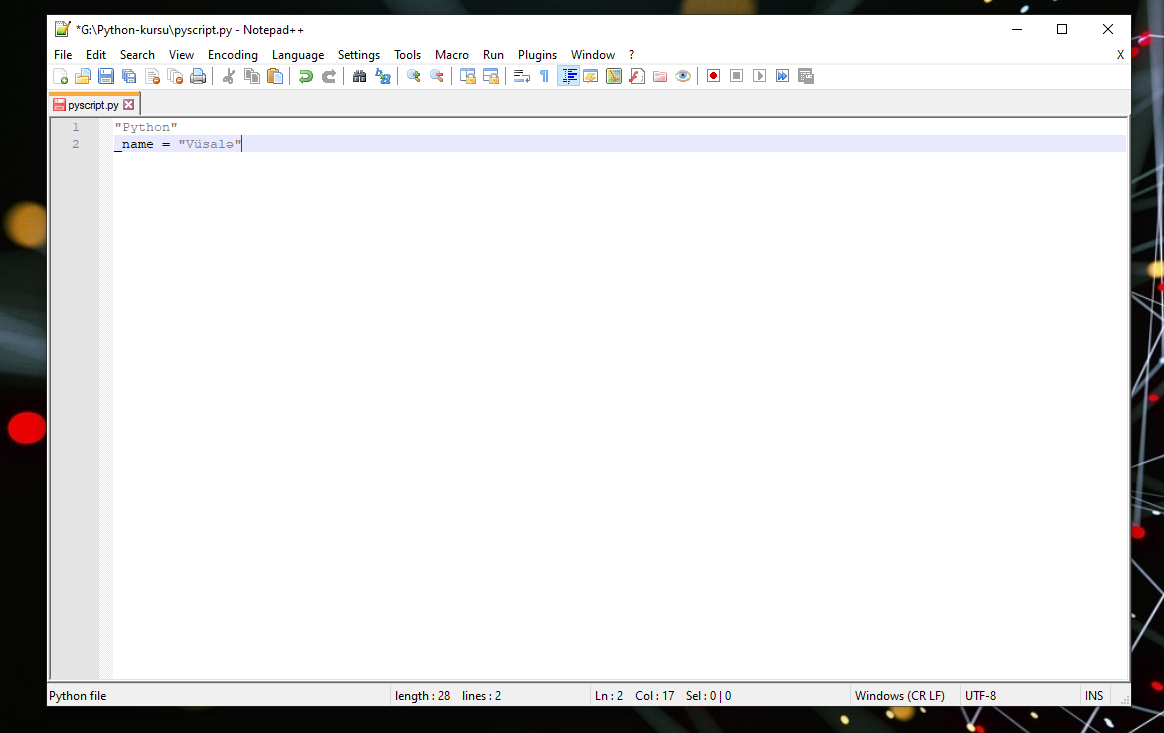 *G:\Python-kursu\pyscript.py - Notepad++
File Edit Search View Encoding Language Settings Tools Macro Run Plugins Window ? X
pyscript.py
1 "Python"
2 _name = "Vüsalə"
Python file length : 28 lines : 2 Ln : 2 Col : 17 Sel : 0 | 0 Windows (CR LF) UTF-8 INS